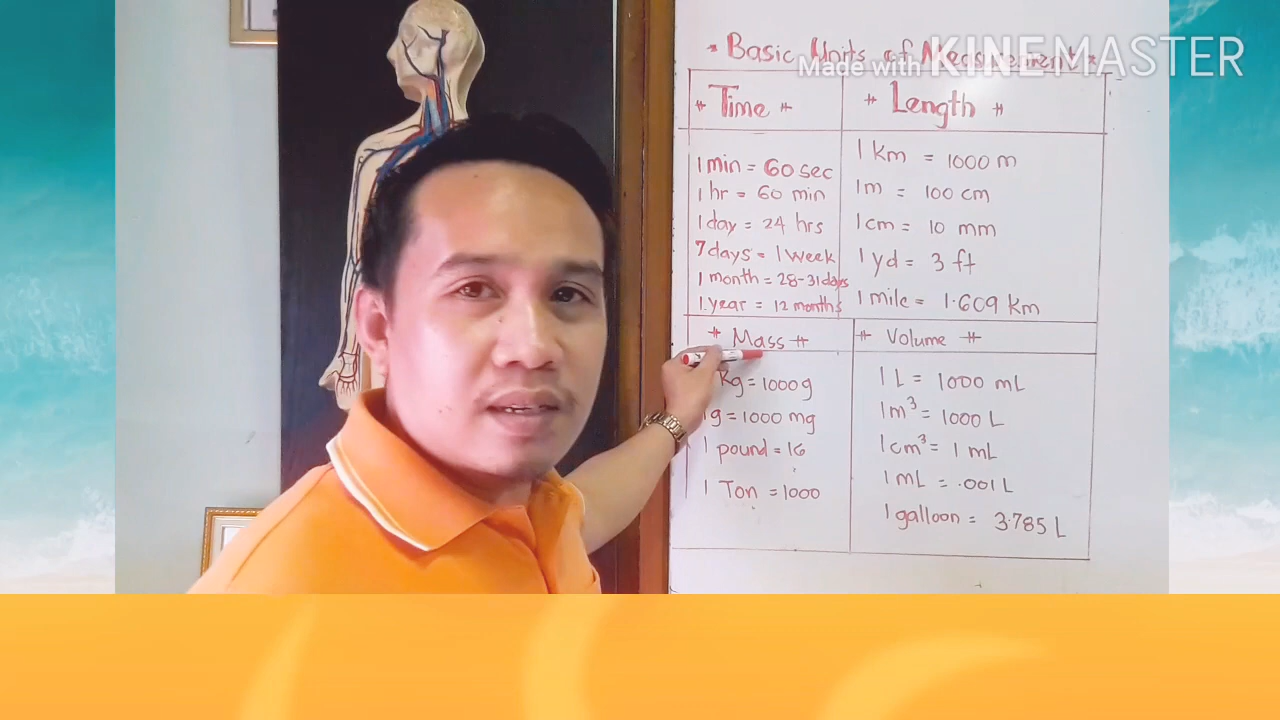 * Basic Units of Measurement *
Made with KINEMASTER
# Time #
1 min = 60 sec
1 hr = 60 min
1 day = 24 hrs
7 days = 1 week
1 month = 28-31 days
1 year = 12 months
# Length #
1 Km = 1000 m
1m = 100 cm
1 cm = 10 mm
1 yd = 3 ft
1 mile = 1.609 Km
# Mass #
Kg = 1000 g
1g = 1000 mg
1 pound = 16
1 Ton = 1000
# Volume #
1 L = 1000 mL
1m³ = 1000 L
1 cm³ = 1 mL
1 mL = .001 L
1 galloon = 3.785 L